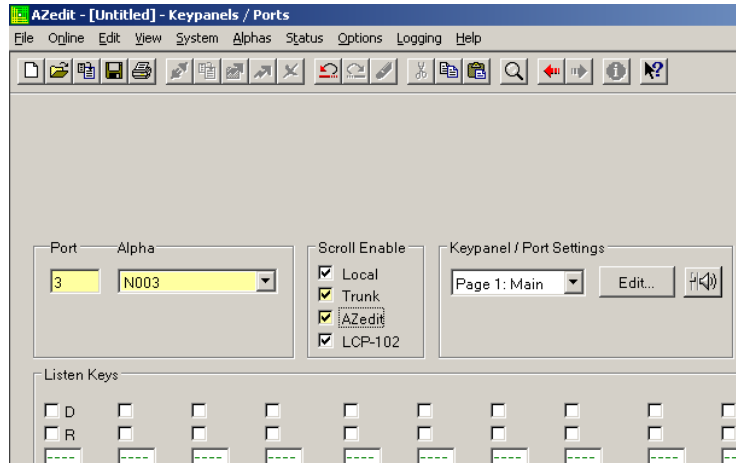 AZedit - [Untitled] - Keypanels / Ports
File Online Edit View System Alphas Status Options Logging Help
Port Alpha
3 N003
Scroll Enable
Local
Trunk
AZedit
LCP-102
Keypanel / Port Settings
Page 1: Main Edit...
Listen Keys
D
R
---- ---- ---- ---- ---- ---- ---- ---- ----